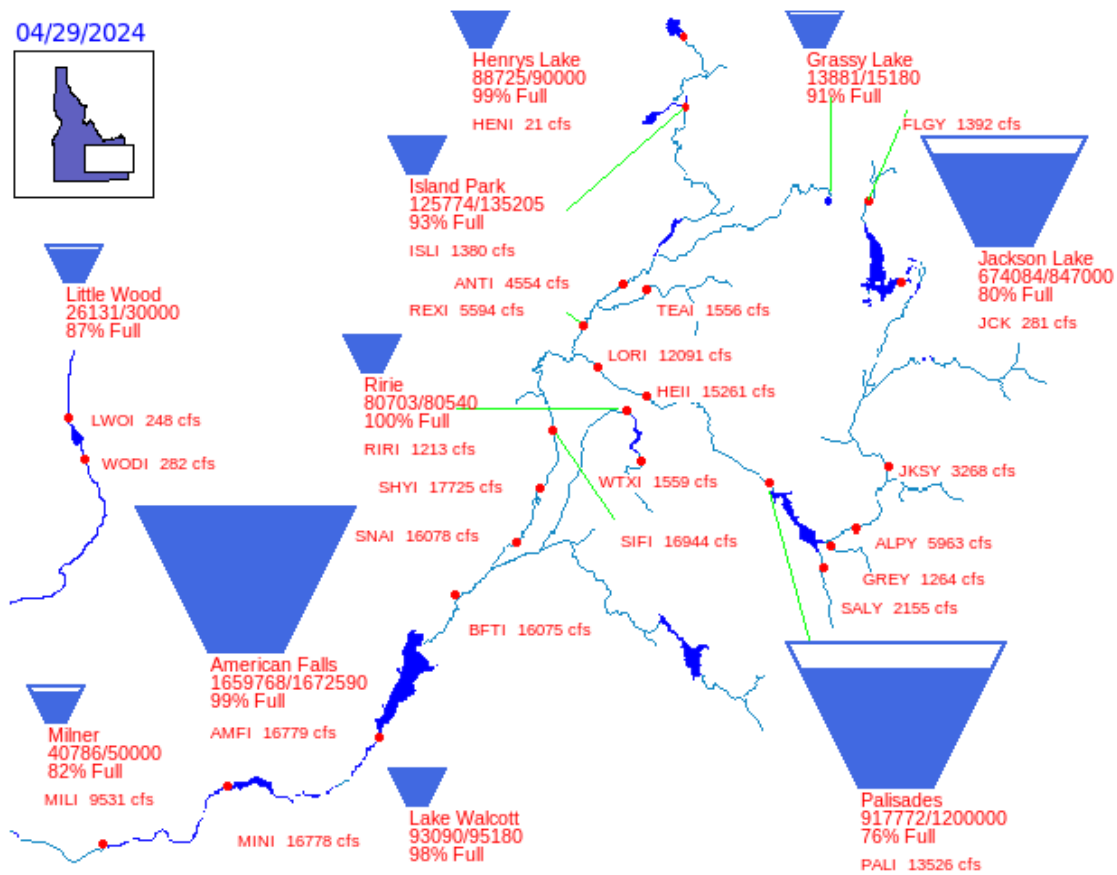 04/29/2024
Henrys Lake
88725/90000
99% Full
HENI 21 cfs
Grassy Lake
13881/15180
91% Full
FLGY 1392 cfs
Island Park
125774/135205
93% Full
ISLI 1380 cfs
Jackson Lake
674084/847000
80% Full
JCK 281 cfs
Little Wood
26131/30000
87% Full
ANTI 4554 cfs
REXI 5594 cfs
TEAI 1556 cfs
LORI 12091 cfs
HEII 15261 cfs
Ririe
80703/80540
100% Full
RIRI 1213 cfs
LWOI 248 cfs
WODI 282 cfs
SHYI 17725 cfs
WTXI 1559 cfs
JKSY 3268 cfs
SNAI 16078 cfs
SIFI 16944 cfs
ALPY 5963 cfs
GREY 1264 cfs
SALY 2155 cfs
BFTI 16075 cfs
American Falls
1659768/1672590
99% Full
AMFI 16779 cfs
Milner
40786/50000
82% Full
MILI 9531 cfs
MINI 16778 cfs
Lake Walcott
93090/95180
98% Full
Palisades
917772/1200000
76% Full
PALI 13526 cfs